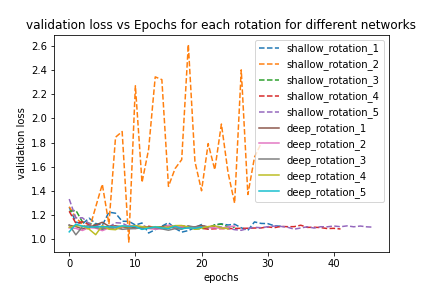 validation loss vs Epochs for each rotation for different networks
validation loss
2.6
2.4
2.2
2.0
1.8
1.6
1.4
1.2
1.0
shallow_rotation_1
shallow_rotation_2
shallow_rotation_3
shallow_rotation_4
shallow_rotation_5
deep_rotation_1
deep_rotation_2
deep_rotation_3
deep_rotation_4
deep_rotation_5
0 10 20 30 40
epochs